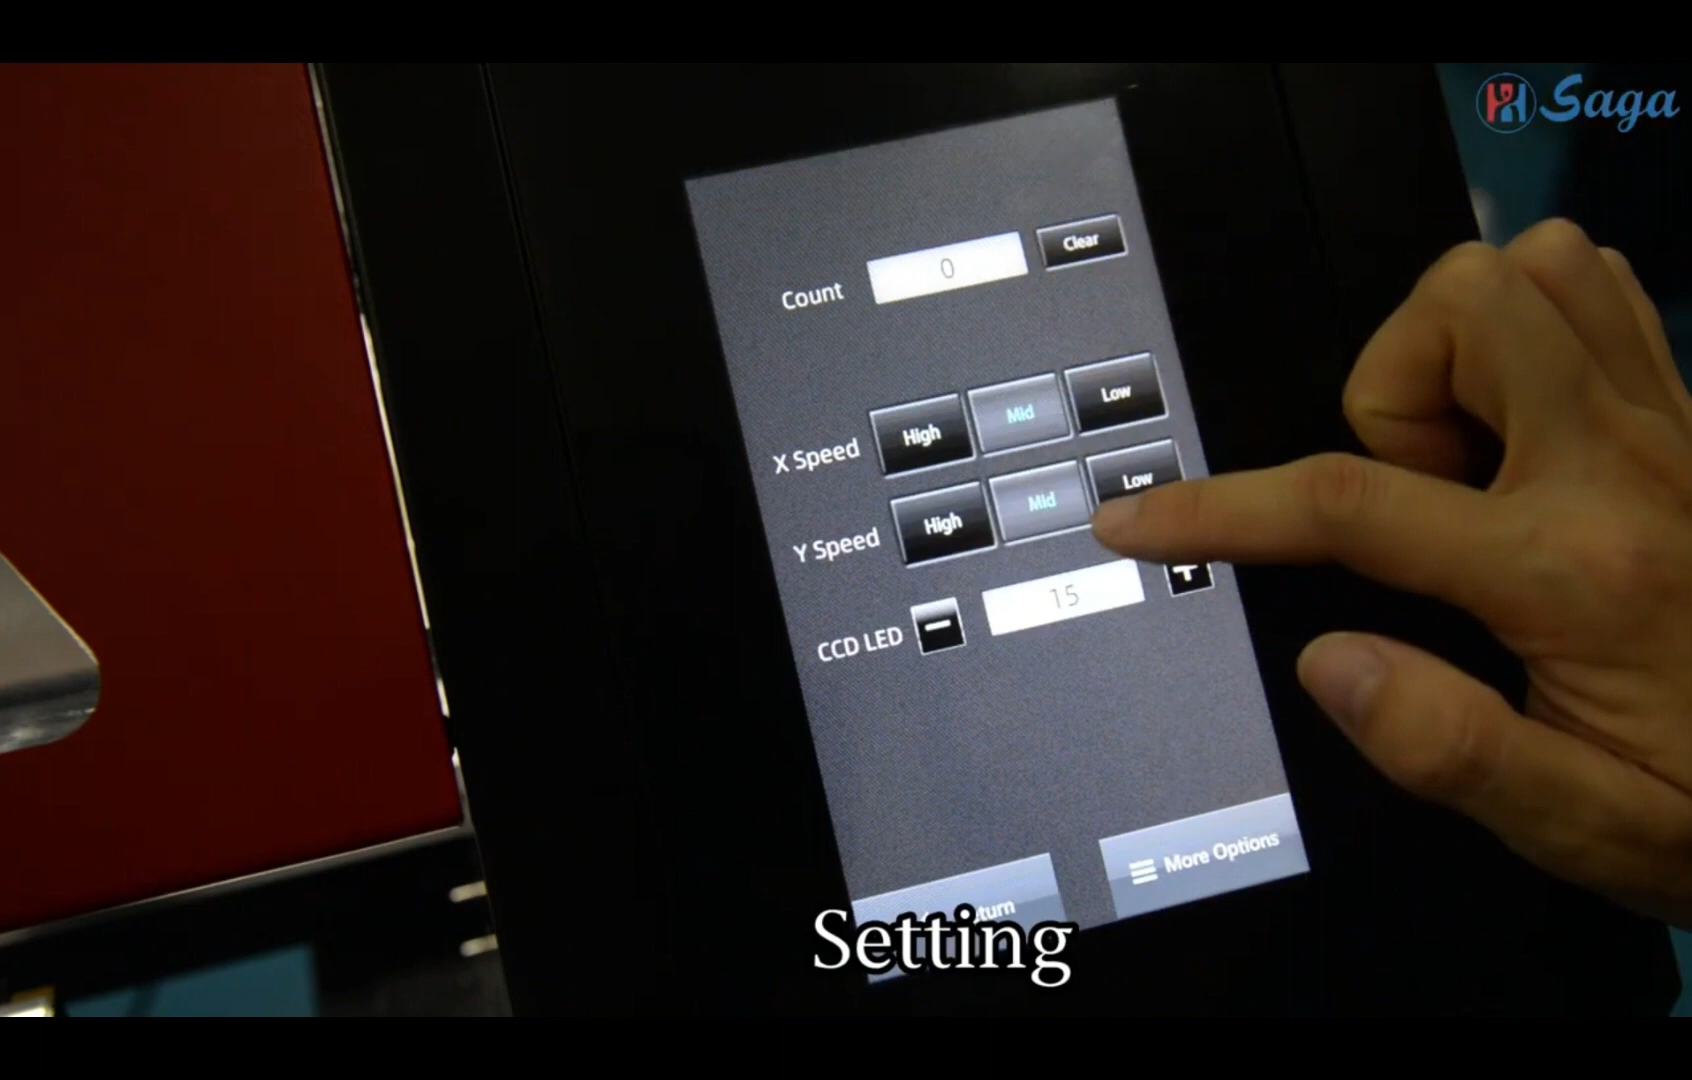 Saga
Count 0 Clear
X Speed High Mid Low
Y Speed High Mid Low
CCD LED − 15 +
More Options
Setting